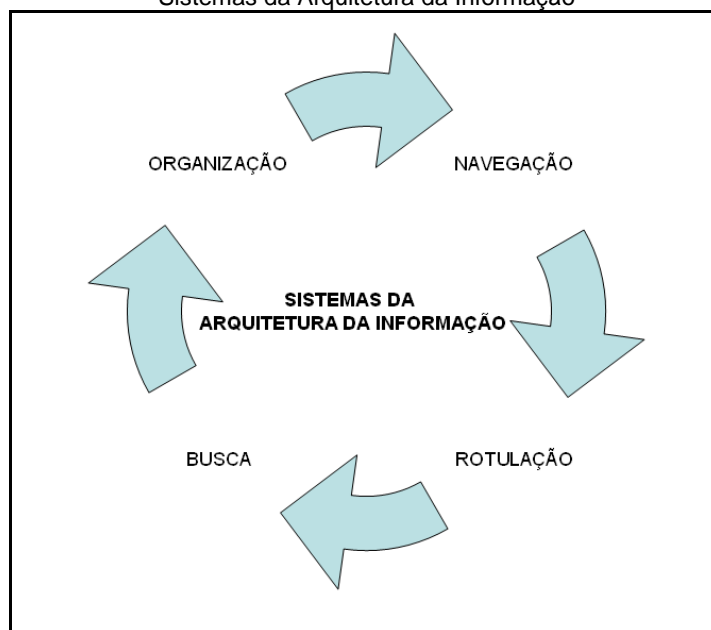 Sistemas da Arquitetura da Informação
ORGANIZAÇÃO
NAVEGAÇÃO
SISTEMAS DA
ARQUITETURA DA INFORMAÇÃO
BUSCA
ROTULAÇÃO